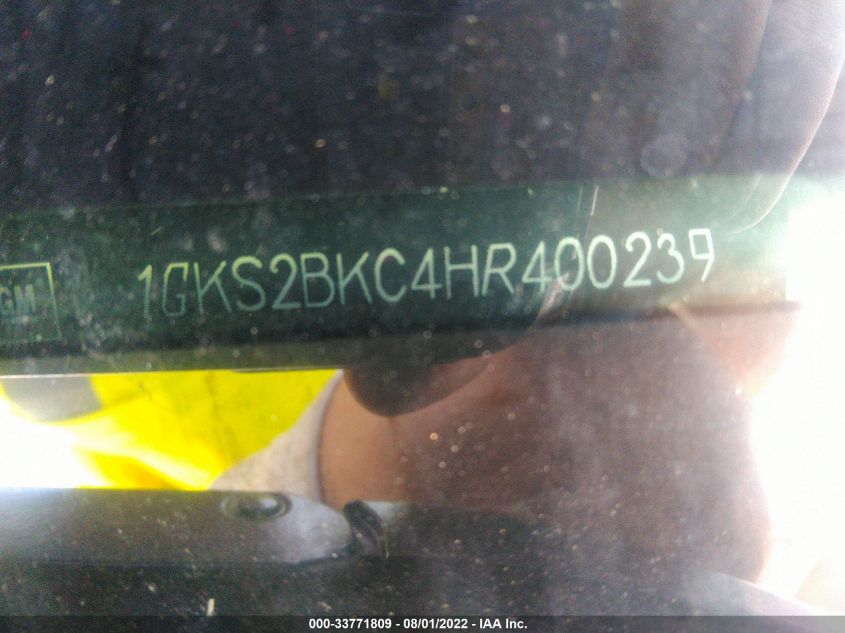 1GKS2BKC4HR400239
GM
000-33771809 - 08/01/2022 - IAA Inc.